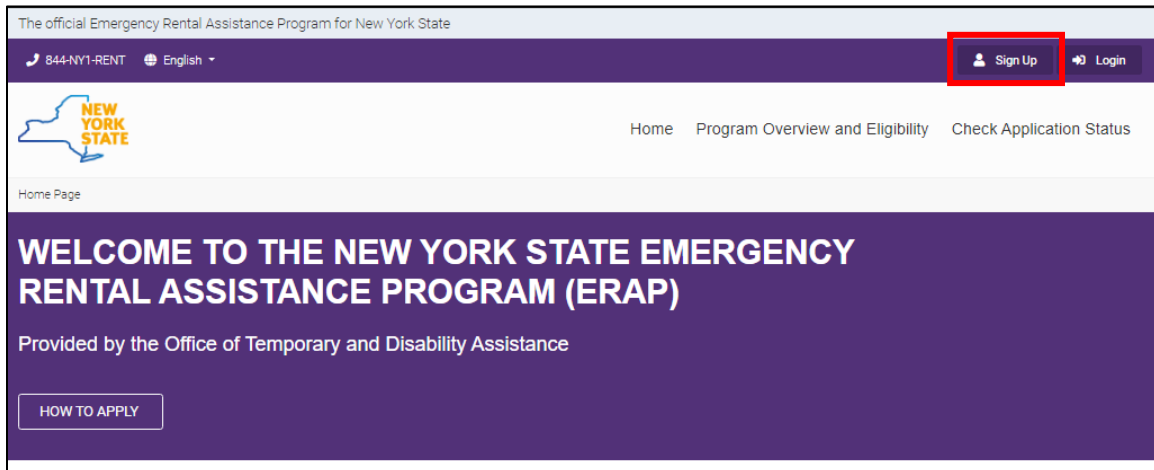 The official Emergency Rental Assistance Program for New York State
844-NY1-RENT English Sign Up Login
NEW
YORK
STATE
Home Program Overview and Eligibility Check Application Status
Home Page
WELCOME TO THE NEW YORK STATE EMERGENCY
RENTAL ASSISTANCE PROGRAM (ERAP)
Provided by the Office of Temporary and Disability Assistance
HOW TO APPLY